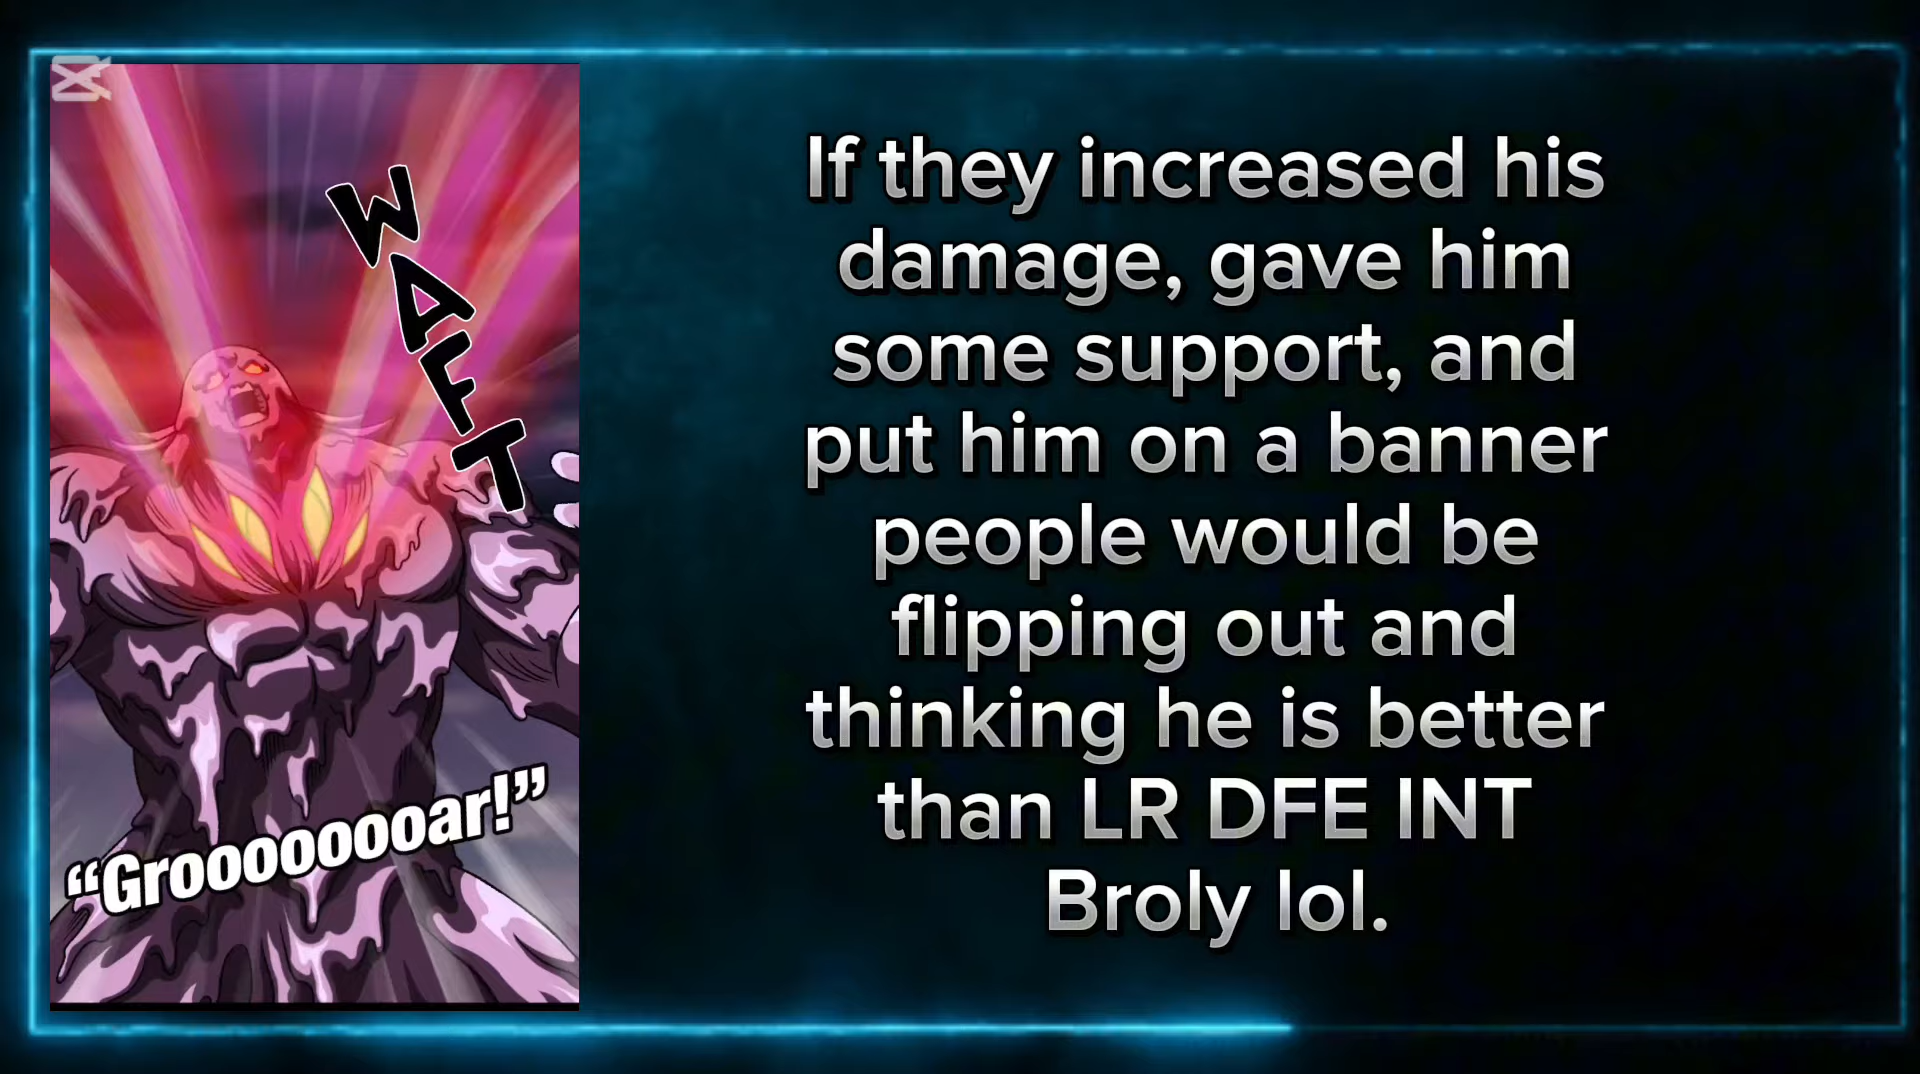 WAFT
“Groooooooar!”
If they increased his
damage, gave him
some support, and
put him on a banner
people would be
flipping out and
thinking he is better
than LR DFE INT
Broly lol.